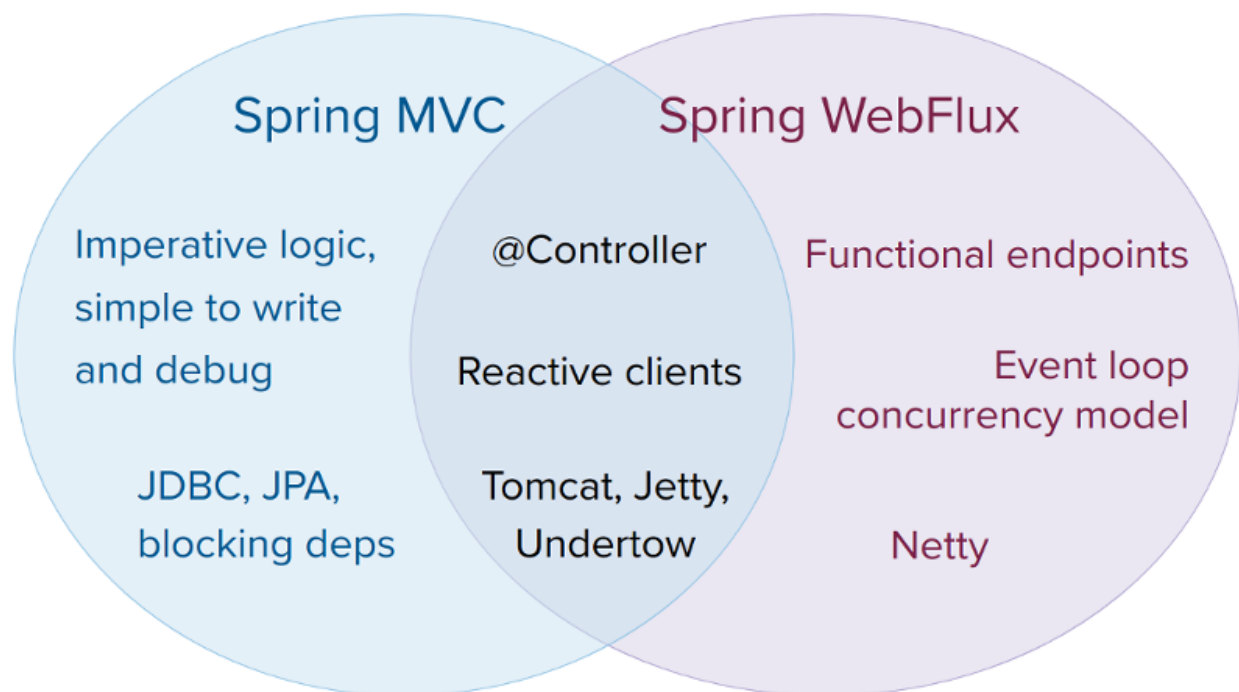 Spring MVC
Spring WebFlux
Imperative logic,
simple to write
and debug
JDBC, JPA,
blocking deps
@Controller
Reactive clients
Tomcat, Jetty,
Undertow
Functional endpoints
Event loop
concurrency model
Netty